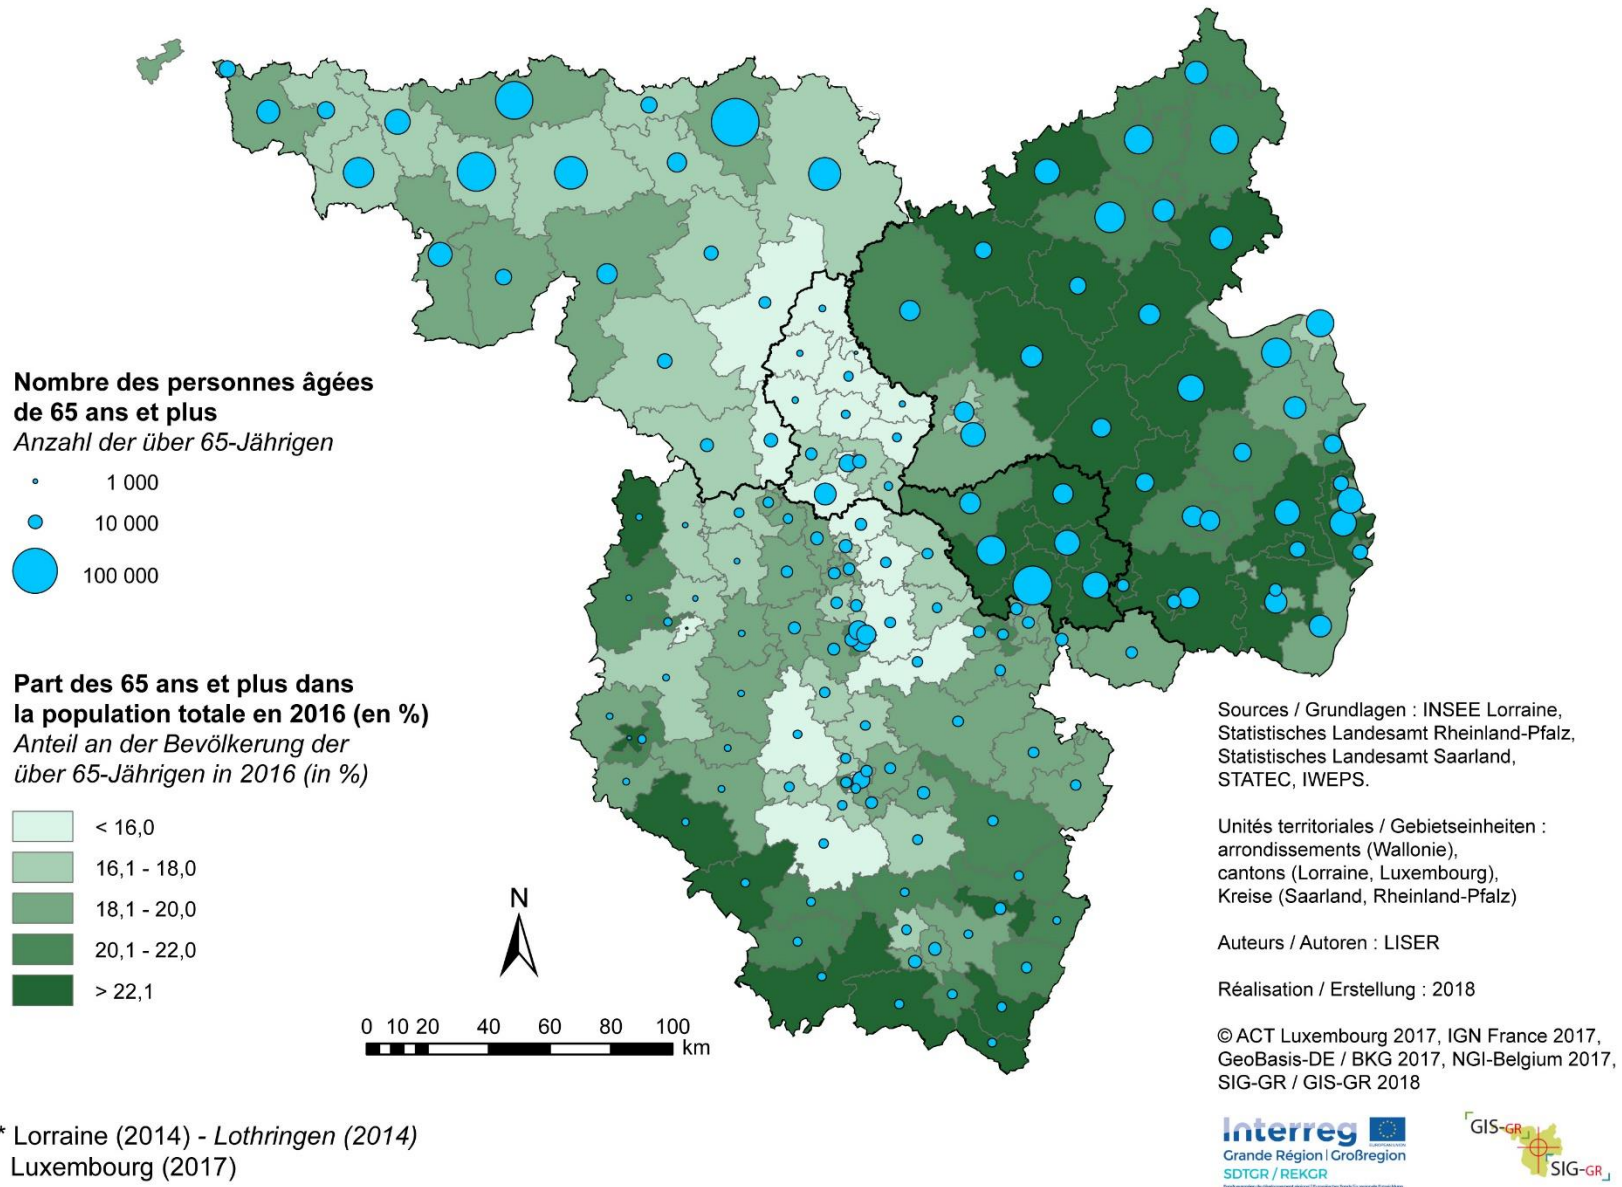 Nombre des personnes âgées
de 65 ans et plus
Anzahl der über 65-Jährigen
1 000
10 000
100 000
Part des 65 ans et plus dans
la population totale en 2016 (en %)
Anteil an der Bevölkerung der
über 65-Jährigen in 2016 (in %)
< 16,0
16,1 - 18,0
18,1 - 20,0
20,1 - 22,0
> 22,1
N
0 10 20 40 60 80 100
km
* Lorraine (2014) - Lothringen (2014)
Luxembourg (2017)
Sources / Grundlagen : INSEE Lorraine,
Statistisches Landesamt Rheinland-Pfalz,
Statistisches Landesamt Saarland,
STATEC, IWEPS.
Unités territoriales / Gebietseinheiten :
arrondissements (Wallonie),
cantons (Lorraine, Luxembourg),
Kreise (Saarland, Rheinland-Pfalz)
Auteurs / Autoren : LISER
Réalisation / Erstellung : 2018
© ACT Luxembourg 2017, IGN France 2017,
GeoBasis-DE / BKG 2017, NGI-Belgium 2017,
SIG-GR / GIS-GR 2018
Interreg
Grande Région | Großregion
SDTGR / REKGR
GIS-GR
SIG-GR